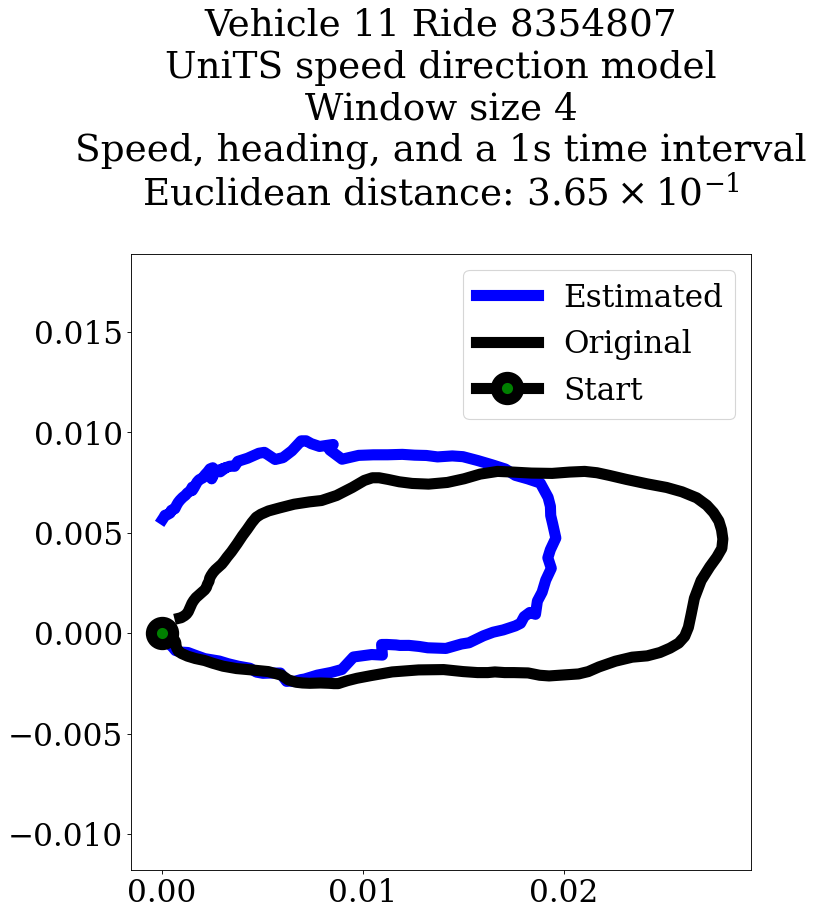 Vehicle 11 Ride 8354807
UniTS speed direction model
Window size 4
Speed, heading, and a 1s time interval
Euclidean distance: 3.65 × 10⁻¹
Estimated
Original
Start
0.015
0.010
0.005
0.000
−0.005
−0.010
0.00 0.01 0.02